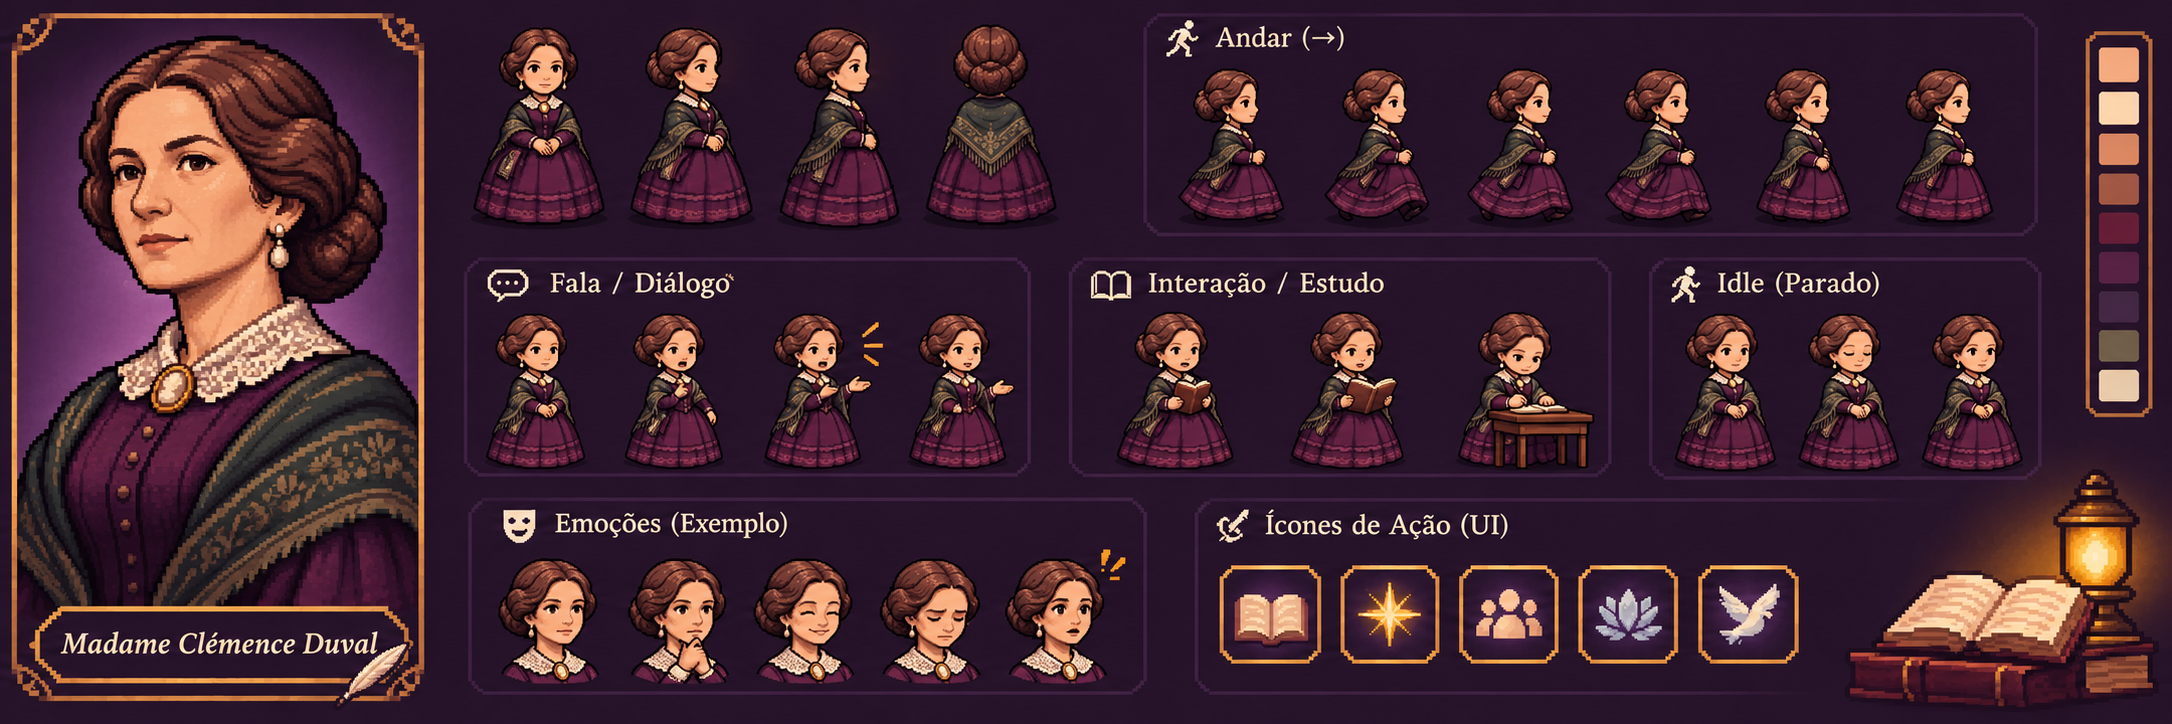 Andar (→)
Fala / Diálogo
Interação / Estudo
Idle (Parado)
Emoções (Exemplo)
Ícones de Ação (UI)
Madame Clémence Duval